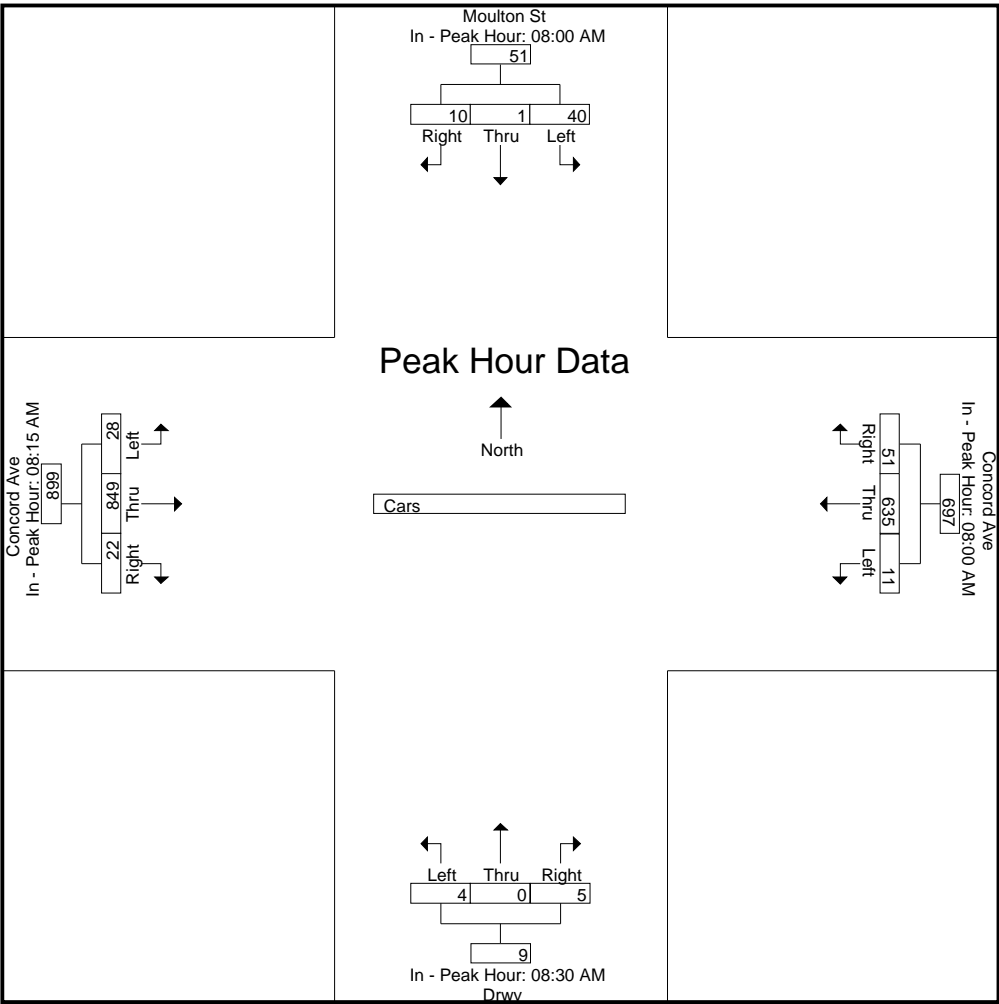 Moulton St
In - Peak Hour: 08:00 AM
51
10 1 40
Right Thru Left
Peak Hour Data
North
Cars
Concord Ave
In - Peak Hour: 08:15 AM
899
28 849 22
Left Thru Right
Concord Ave
In - Peak Hour: 08:00 AM
697
51 635 11
Right Thru Left
Left Thru Right
4 0 5
9
In - Peak Hour: 08:30 AM
Drwy